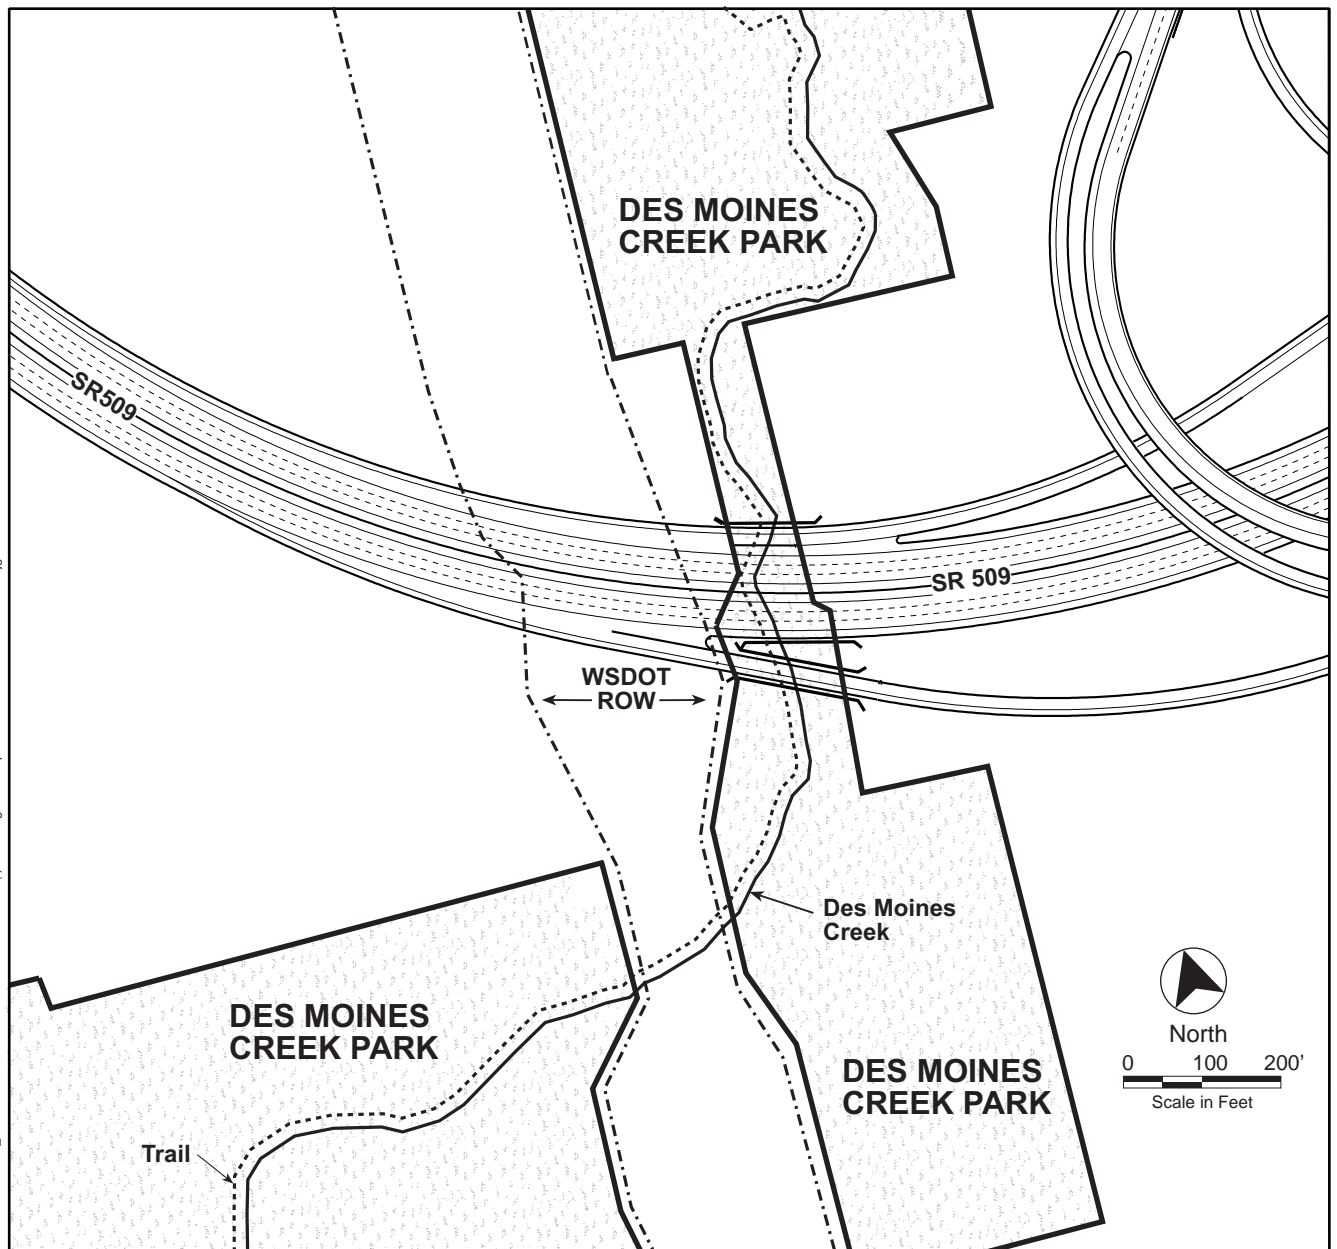 DES MOINES
CREEK PARK
SR509
SR 509
WSDOT
ROW
Des Moines
Creek
DES MOINES
CREEK PARK
North
DES MOINES
CREEK PARK
0 100 200'
Scale in Feet
Trail